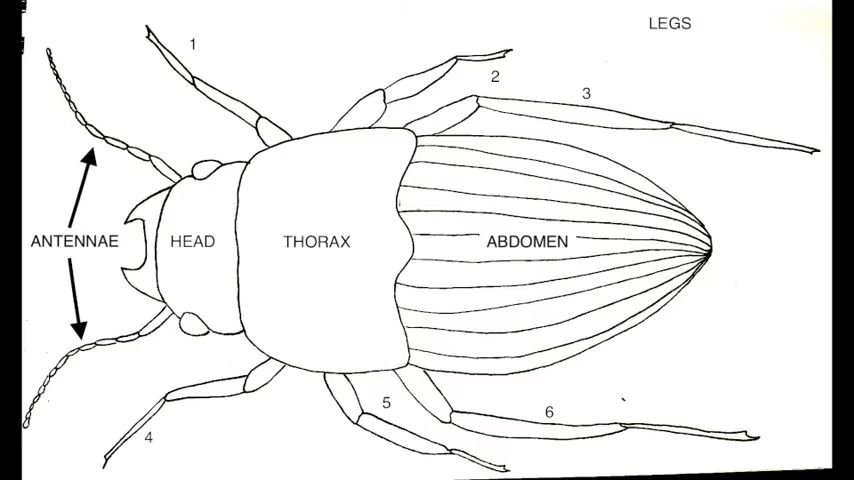 LEGS
1
2
3
ANTENNAE
HEAD
THORAX
ABDOMEN
4
5
6